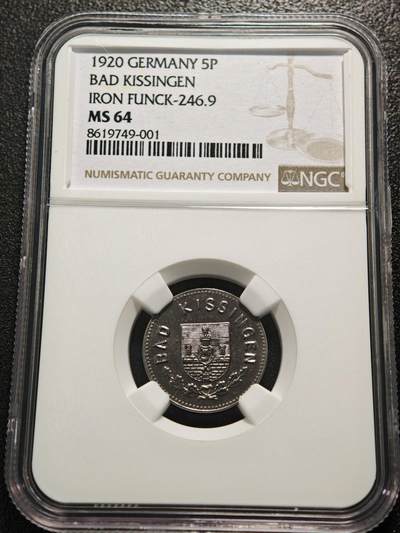 1920 GERMANY 5P
BAD KISSINGEN
IRON FUNCK-246.9
MS 64
8619749-001
NUMISMATIC GUARANTY COMPANY
NGC
BAD KISSINGEN